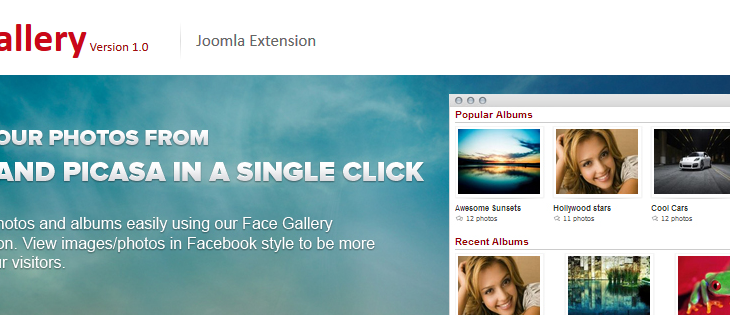 allery Version 1.0
Joomla Extension
OUR PHOTOS FROM
AND PICASA IN A SINGLE CLICK
hotos and albums easily using our Face Gallery
on. View images/photos in Facebook style to be more
ur visitors.
Popular Albums
Awesome Sunsets
12 photos
Hollywood stars
11 photos
Cool Cars
12 photos
Recent Albums